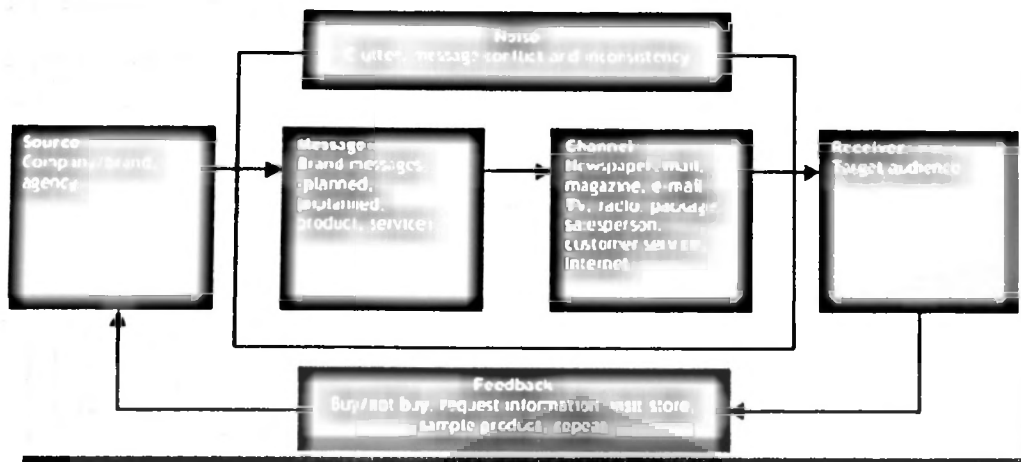 Noise
Clutter, message conflict and inconsistency
Source
Company/brand,
agency
Message
Brand messages,
(planned,
unplanned,
product, service)
Channel
Newspaper, mail,
magazine, e-mail
TV, radio, package,
salesperson,
customer service,
Internet
Receiver
Target audience
Feedback
Buy/not buy, request information, visit store,
sample product, repeat